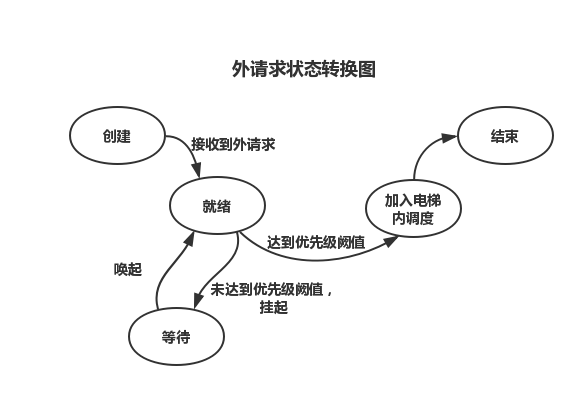 外请求状态转换图
创建
接收到外请求
结束
就绪
加入电梯
内调度
达到优先级阙值
唤起
未达到优先级阙值，
挂起
等待